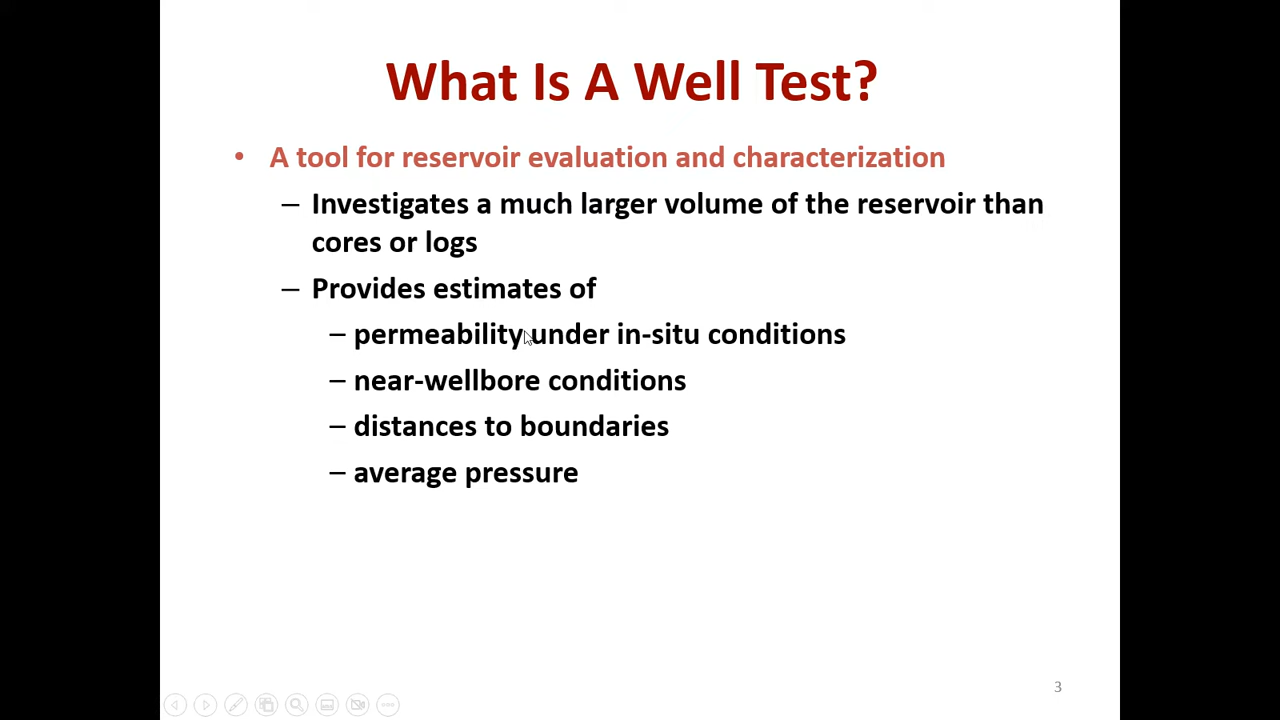 What Is A Well Test?
• A tool for reservoir evaluation and characterization
– Investigates a much larger volume of the reservoir than
cores or logs
– Provides estimates of
– permeability under in-situ conditions
– near-wellbore conditions
– distances to boundaries
– average pressure
3